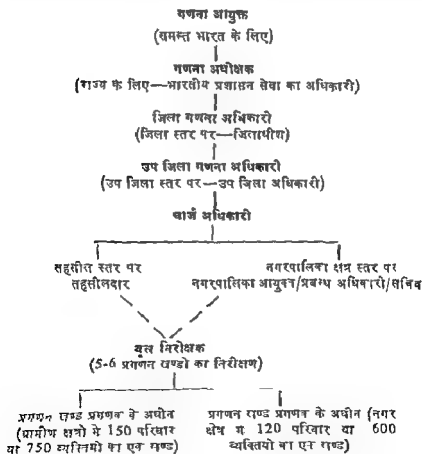 गणना आयुक्त
(समस्त भारत के लिए)
गणना अधीक्षक
(राज्य के लिए—भारतीय प्रशासन सेवा का अधिकारी)
जिला गणना अधिकारी
(जिला स्तर पर—जिलाधीश)
उप जिला गणना अधिकारी
(उप जिला स्तर पर—उप जिला अधिकारी)
चार्ज अधिकारी
तहसील स्तर पर
तहसीलदार
नगरपालिका क्षेत्र स्तर पर
नगरपालिका आयुक्त/प्रबन्ध अधिकारी/सचिव
वृत्त निरीक्षक
(5-6 प्रगणन खण्डो का निरीक्षण)
प्रगणन खण्ड प्रगणक के अधीन
(ग्रामीण क्षेत्रो मे 150 परिवार
या 750 व्यक्तियो का एक खण्ड)
प्रगणन खण्ड प्रगणक के अधीन (नगर
क्षेत्र मे 120 परिवार या 600
व्यक्तियो का एक खण्ड)